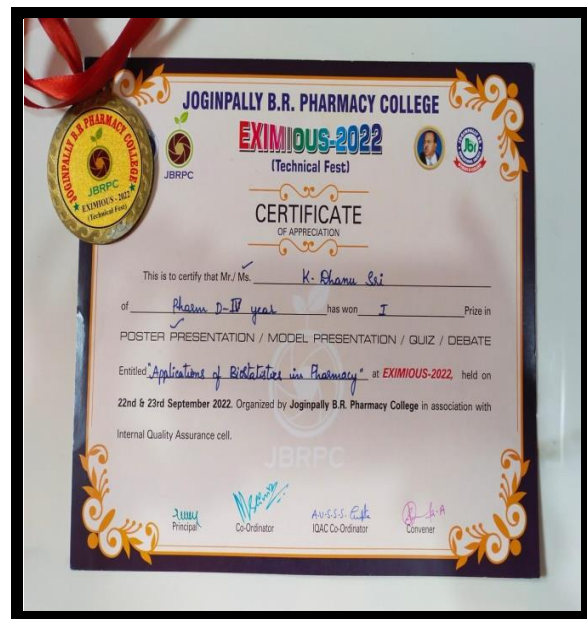 JOGINPALLY B.R. PHARMACY COLLEGE
EXIMIOUS-2022
(Technical Fest)
JBRPC
CERTIFICATE
OF APPRECIATION
This is to certify that Mr./ Ms. K. Dhanu Sri
of Pharm D-IV year has won I Prize in
POSTER PRESENTATION / MODEL PRESENTATION / QUIZ / DEBATE
Entitled "Applications of Biostatistics in Pharmacy" at EXIMIOUS-2022, held on
22nd & 23rd September 2022. Organized by Joginpally B.R. Pharmacy College in association with
Internal Quality Assurance cell.
JBRPC
Principal Co-Ordinator IQAC Co-Ordinator Convener
A.V.S.S.S. Gupta
JOGINPALLY B.R PHARMACY COLLEGE
JBRPC
EXIMIOUS - 2022
(Technical Fest)